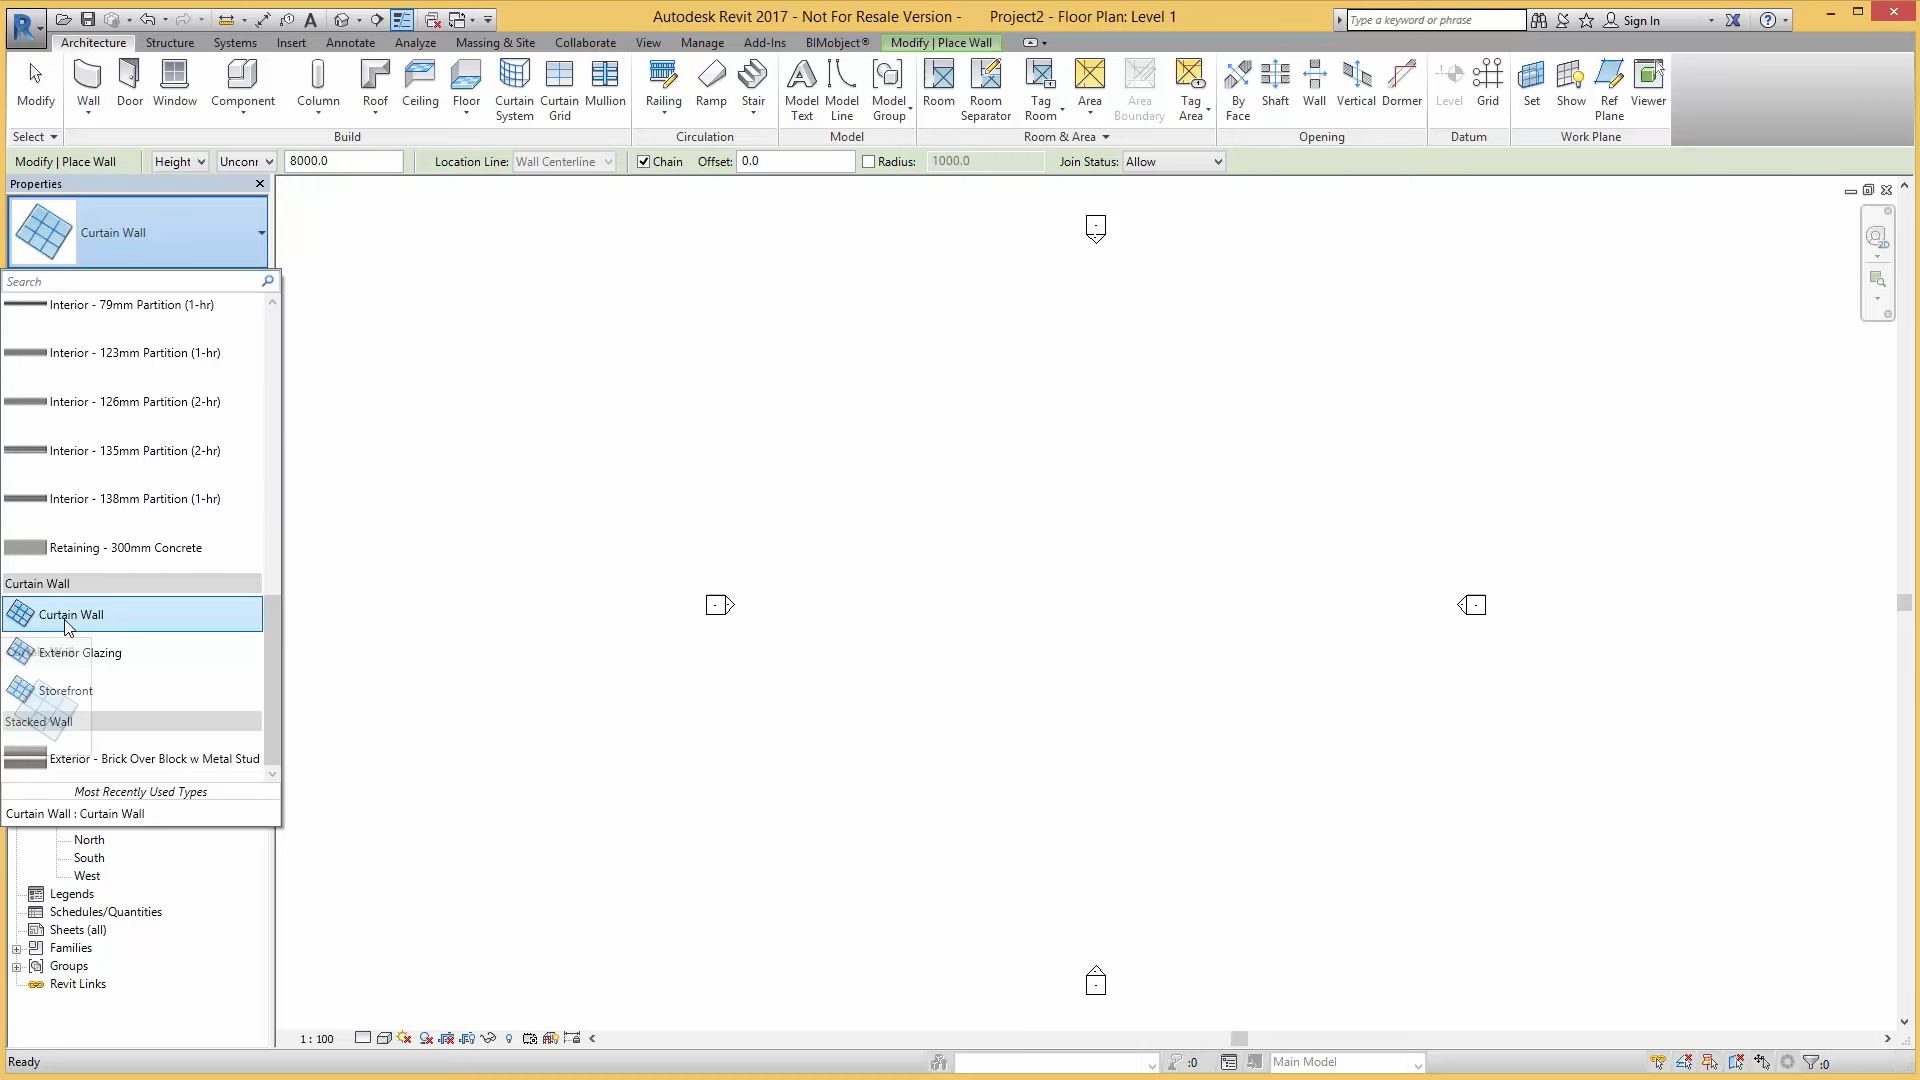 Autodesk Revit 2017 - Not For Resale Version - Project2 - Floor Plan: Level 1
Type a keyword or phrase
Sign In
Architecture Structure Systems Insert Annotate Analyze Massing & Site Collaborate View Manage Add-Ins BIMobject® Modify | Place Wall
Modify Wall Door Window Component Column Roof Ceiling Floor Curtain System Curtain Grid Mullion Railing Ramp Stair Model Text Model Line Model Group Room Room Separator Tag Room Area Area Boundary Tag Area By Face Shaft Wall Vertical Dormer Level Grid Set Show Ref Plane Viewer
Select Build Circulation Model Room & Area Opening Datum Work Plane
Modify | Place Wall Height Uncon 8000.0 Location Line: Wall Centerline Chain Offset: 0.0 Radius: 1000.0 Join Status: Allow
Properties
Curtain Wall
Search
Interior - 79mm Partition (1-hr)
Interior - 123mm Partition (1-hr)
Interior - 126mm Partition (2-hr)
Interior - 135mm Partition (2-hr)
Interior - 138mm Partition (1-hr)
Retaining - 300mm Concrete
Curtain Wall
Curtain Wall
Exterior Glazing
Storefront
Stacked Wall
Exterior - Brick Over Block w Metal Stud
Most Recently Used Types
Curtain Wall : Curtain Wall
North
South
West
Legends
Schedules/Quantities
Sheets (all)
Families
Groups
Revit Links
2D
1 : 100
Ready
:0
Main Model
:0